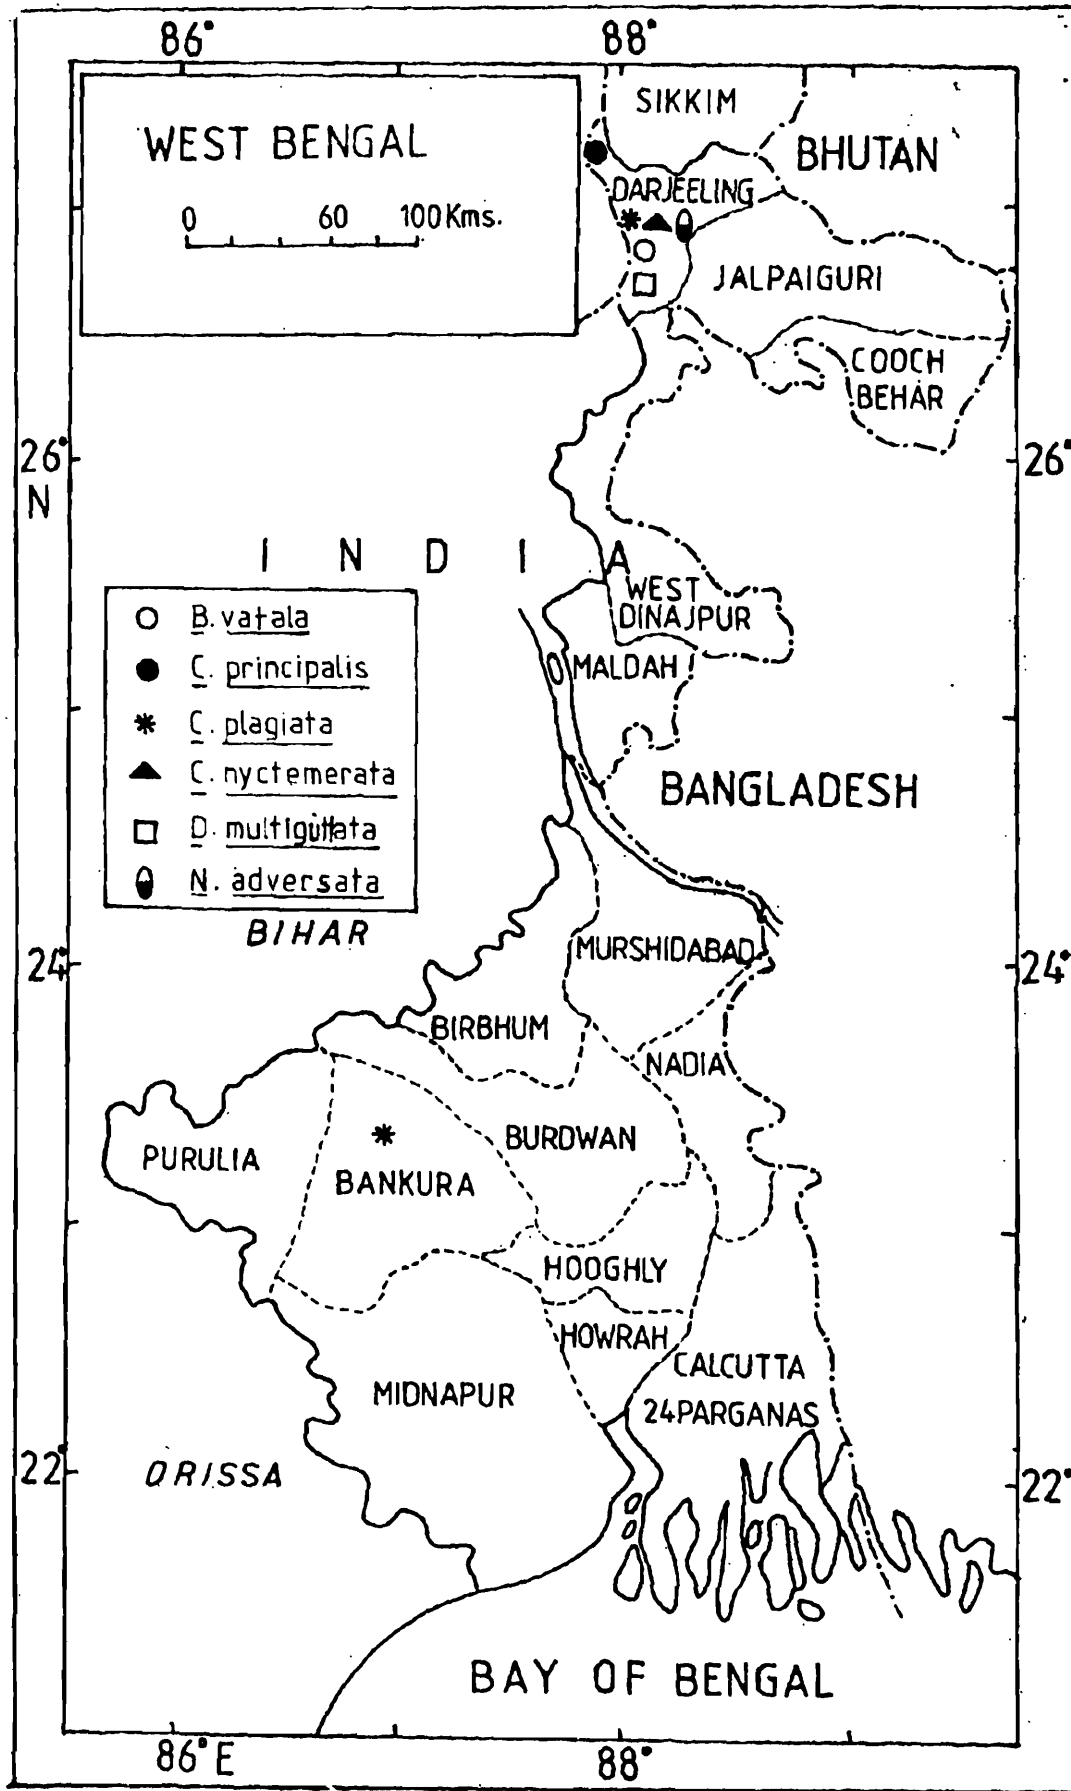 86° 88°
SIKKIM
WEST BENGAL
BHUTAN
DARJEELING
0 60 100Kms.
JALPAIGURI
COOCH
BEHAR
26° 26°
N
I N D I A
WEST
DINAJPUR
B. vatala
MALDAH
C. principalis
C. plagiata
C. nyctemerata
BANGLADESH
D. multiguttata
N. adversata
BIHAR
MURSHIDABAD
24° 24°
BIRBHUM
NADIA
BURDWAN
PURULIA
BANKURA
HOOGHLY
HOWRAH
CALCUTTA
MIDNAPUR
24PARGANAS
ORISSA
22° 22°
BAY OF BENGAL
86° E 88°